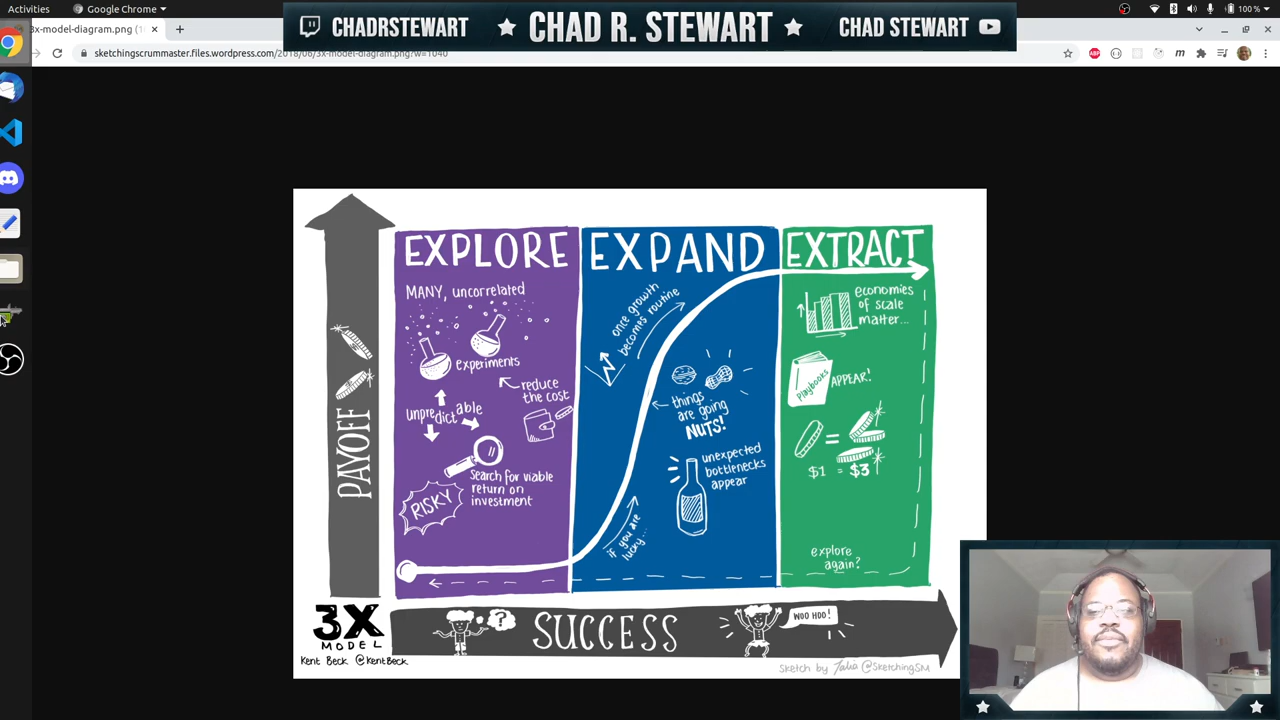 Activities
Google Chrome
100 %
3x-model-diagram.png (1
sketchingscrummaster.files.wordpress.com/2018/06/3x-model-diagram.png?w=1040
CHADRSTEWART
CHAD R. STEWART
CHAD STEWART
ABP
m
EXPLORE
MANY, uncorrelated
experiments
reduce
the cost
Unpredictable
Search for viable
return on
investment
RISKY
EXPAND
once growth
becomes routine
things
are going
NUTS!
unexpected
bottlenecks
appear
if you are
lucky...
EXTRACT
economies
of scale
matter...
Playbooks
APPEAR!
=
$1 = $3
explore
again?
PAYOFF
3X
MODEL
Kent Beck @KentBeck
?
SUCCESS
WOO HOO!
Sketch by Talia @SketchingSM